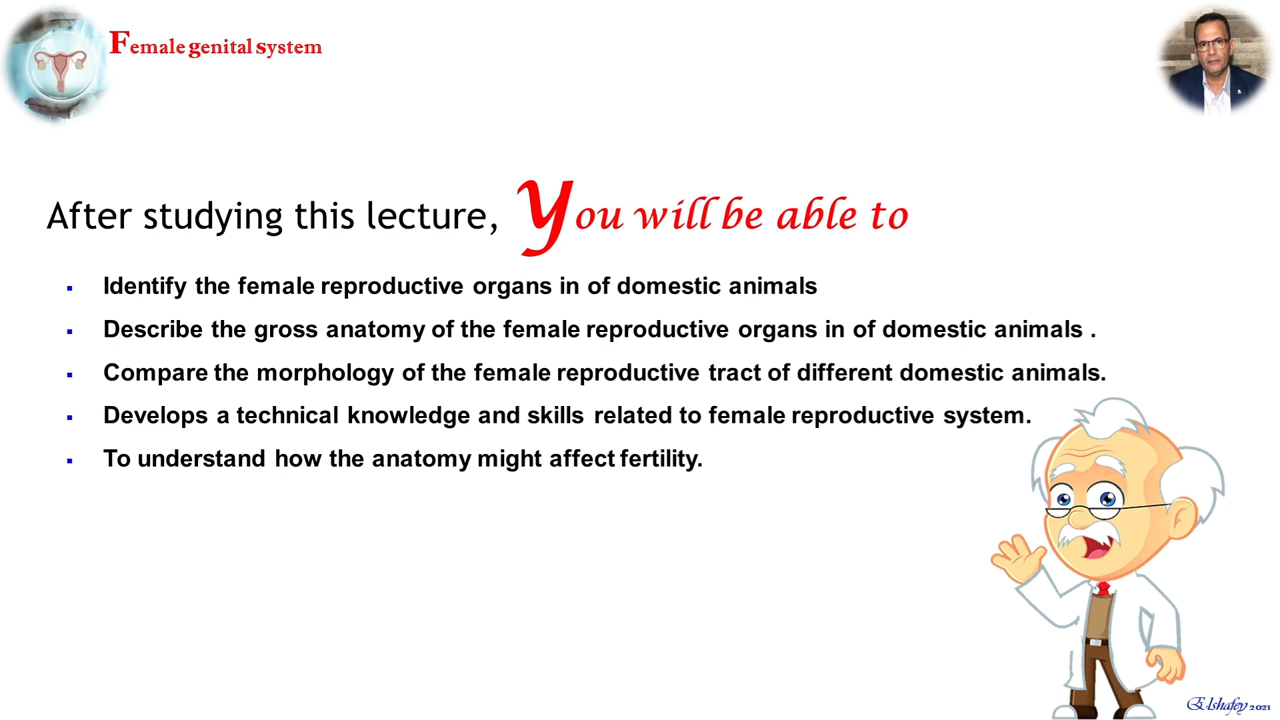 Female genital system
After studying this lecture, You will be able to
▪ Identify the female reproductive organs in of domestic animals
▪ Describe the gross anatomy of the female reproductive organs in of domestic animals .
▪ Compare the morphology of the female reproductive tract of different domestic animals.
▪ Develops a technical knowledge and skills related to female reproductive system.
▪ To understand how the anatomy might affect fertility.
Elshafey 2021